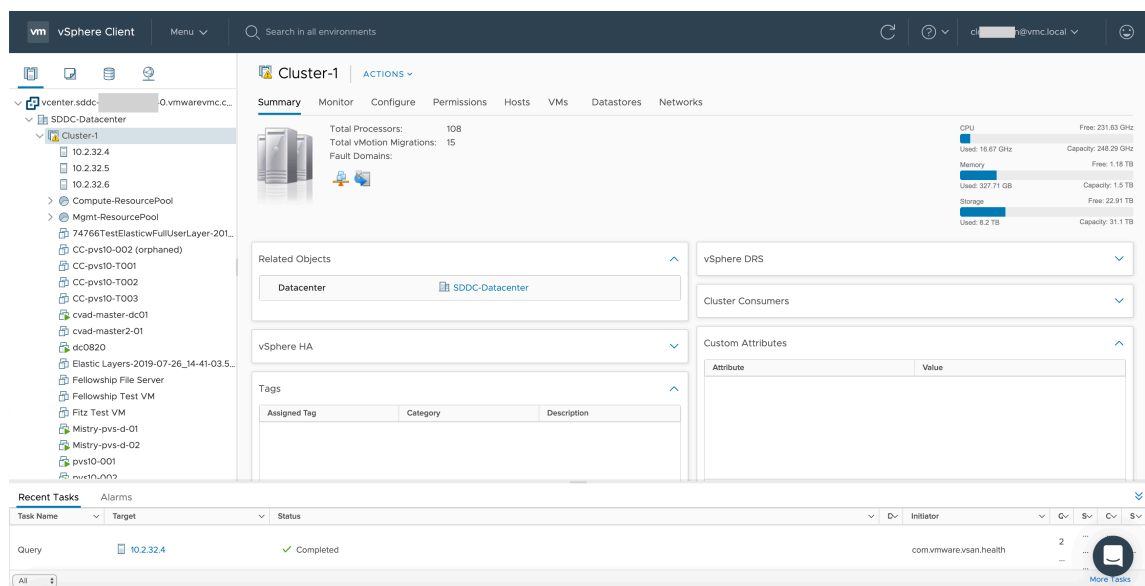 vm vSphere Client Menu Search in all environments cl n@vmc.local
vcenter.sddc- 0.vmwarevmc.c...
SDDC-Datacenter
Cluster-1
10.2.32.4
10.2.32.5
10.2.32.6
Compute-ResourcePool
Mgmt-ResourcePool
74766TestElasticwFullUserLayer-201...
CC-pvs10-002 (orphaned)
CC-pvs10-T001
CC-pvs10-T002
CC-pvs10-T003
cvad-master-dc01
cvad-master2-01
dc0820
Elastic Layers-2019-07-26_14-41-03.5...
Fellowship File Server
Fellowship Test VM
Fitz Test VM
Mistry-pvs-d-01
Mistry-pvs-d-02
pvs10-001
pvs10-002
Cluster-1 ACTIONS
Summary Monitor Configure Permissions Hosts VMs Datastores Networks
Total Processors: 108
Total vMotion Migrations: 15
Fault Domains:
CPU Free: 231.63 GHz
Used: 16.67 GHz Capacity: 248.29 GHz
Memory Free: 1.18 TB
Used: 327.71 GB Capacity: 1.5 TB
Storage Free: 22.91 TB
Used: 8.2 TB Capacity: 31.1 TB
Related Objects
Datacenter SDDC-Datacenter
vSphere HA
Tags
Assigned Tag Category Description
vSphere DRS
Cluster Consumers
Custom Attributes
Attribute Value
Recent Tasks Alarms
Task Name Target Status D Initiator S C S
Query 10.2.32.4 Completed com.vmware.vsan.health 2
...
All More Tasks